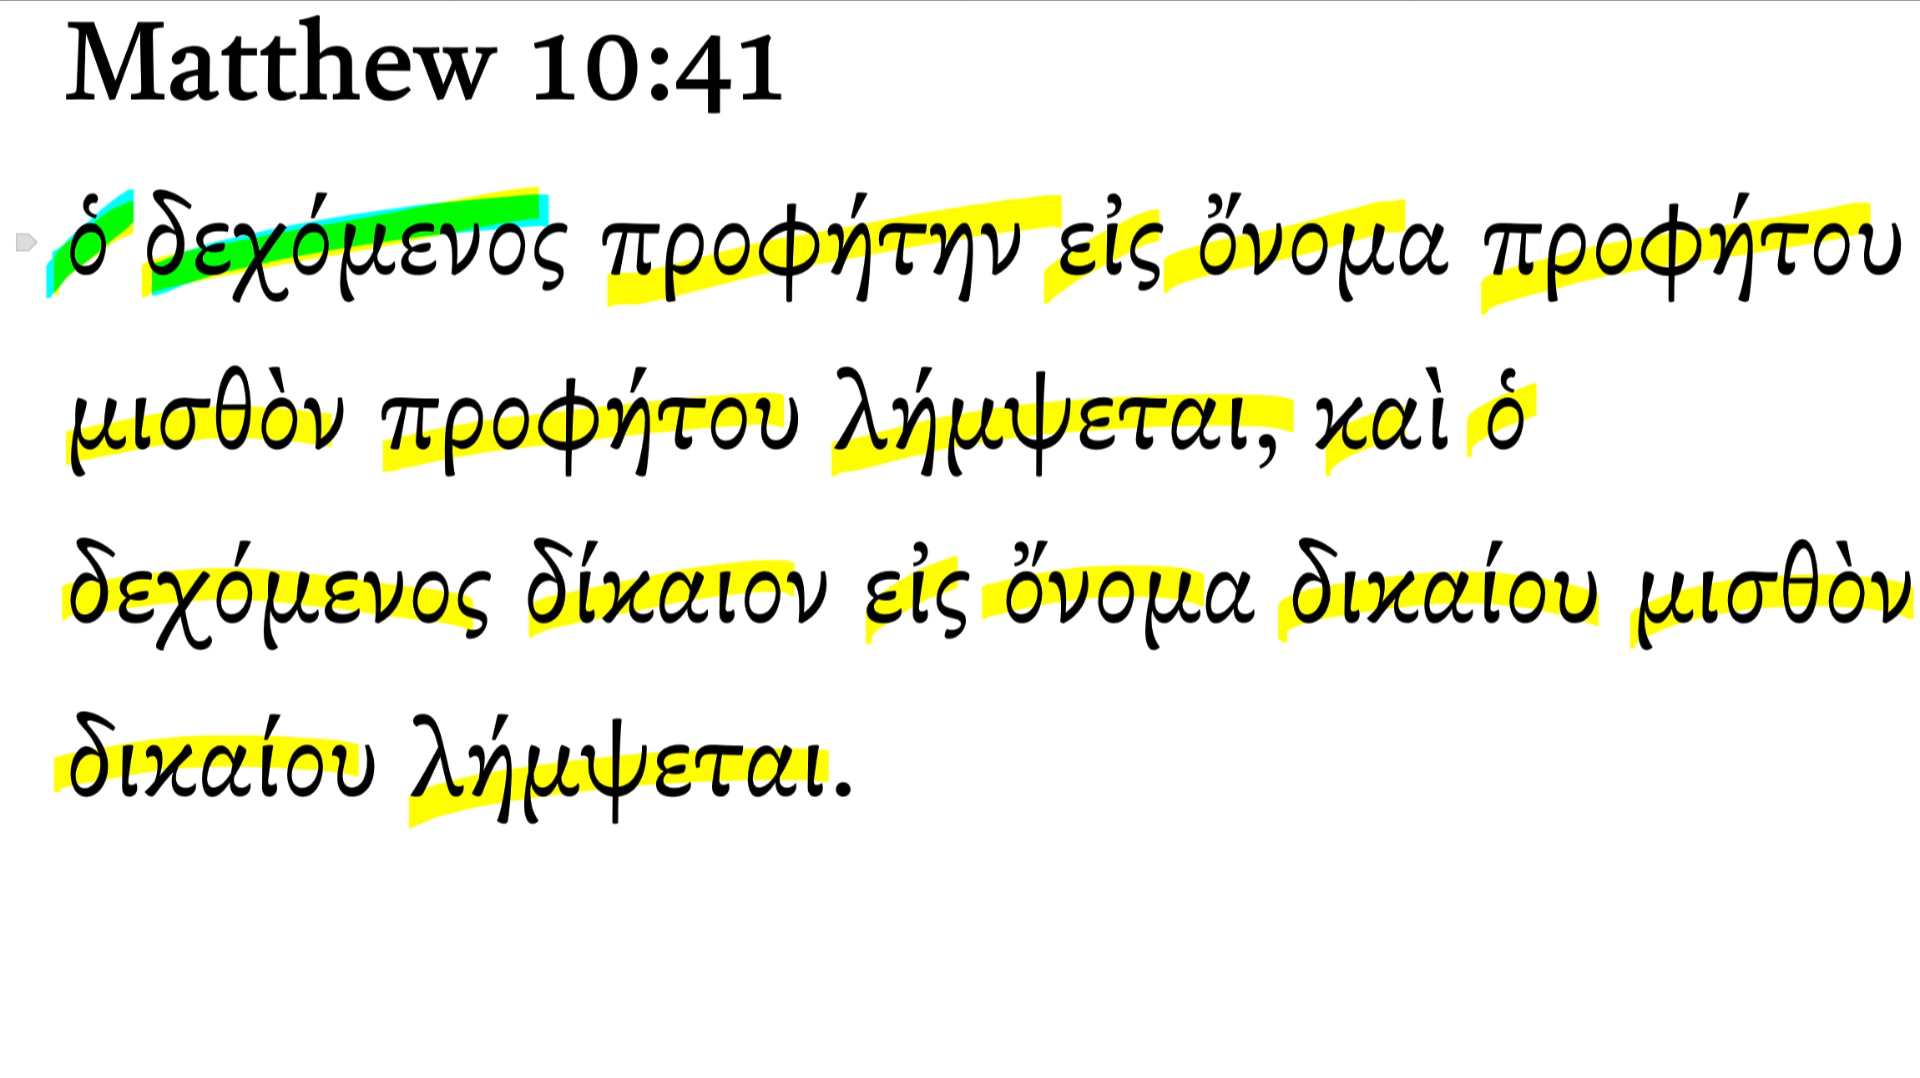 Matthew 10:41
ὁ δεχόμενος προφήτην εἰς ὄνομα προφήτου
μισθὸν προφήτου λήμψεται, καὶ ὁ
δεχόμενος δίκαιον εἰς ὄνομα δικαίου μισθὸν
δικαίου λήμψεται.